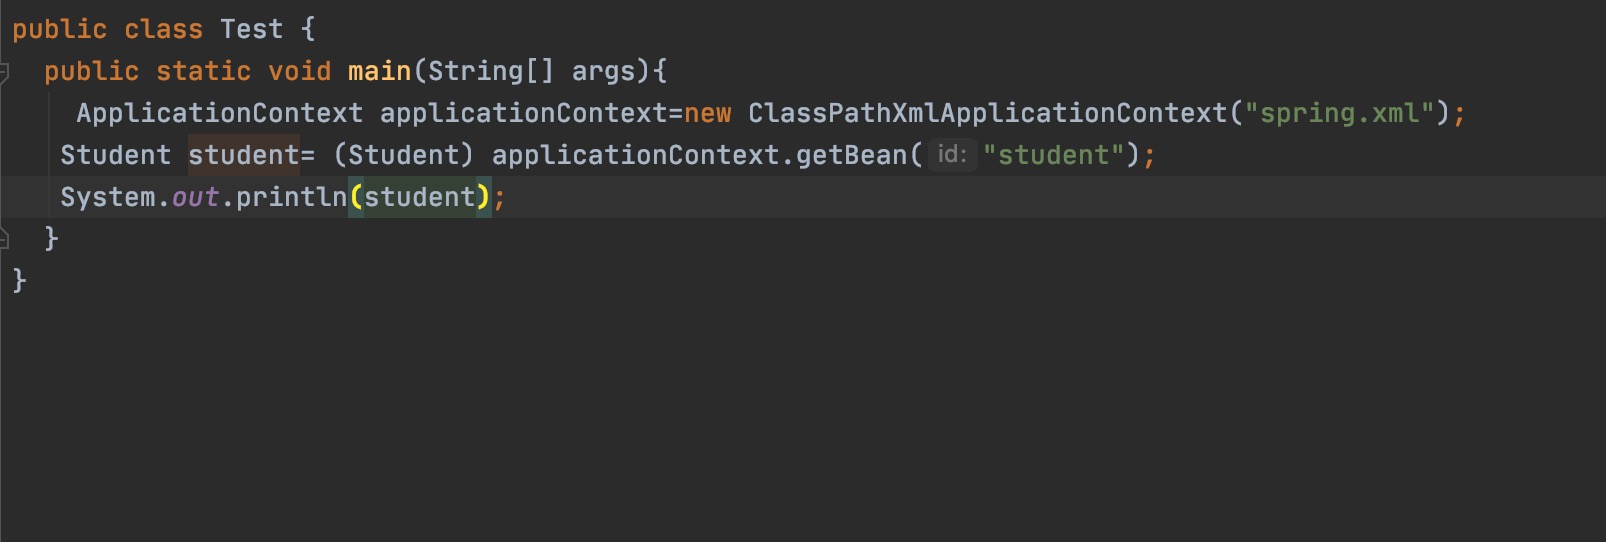 public class Test {
public static void main(String[] args){
ApplicationContext applicationContext=new ClassPathXmlApplicationContext("spring.xml");
Student student= (Student) applicationContext.getBean( id: "student");
System.out.println(student);
}
}